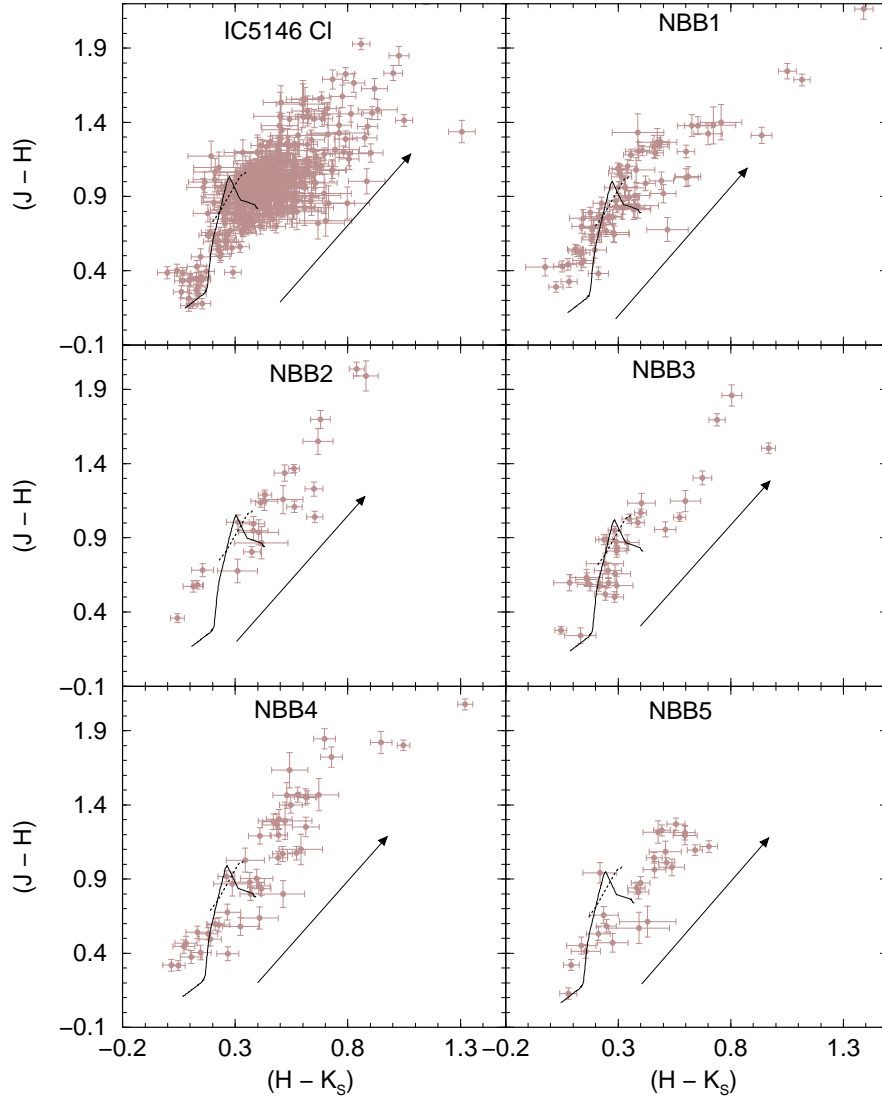 IC5146 Cl
NBB1
1.9
1.4
0.9
0.4
−0.1
(J − H)
(J − H)
NBB2
NBB3
1.9
1.4
0.9
0.4
−0.1
(J − H)
(J − H)
NBB4
NBB5
1.9
1.4
0.9
0.4
−0.1
(J − H)
(J − H)
−0.2 0.3 0.8 1.3 −0.2 0.3 0.8 1.3
(H − KS) (H − KS)